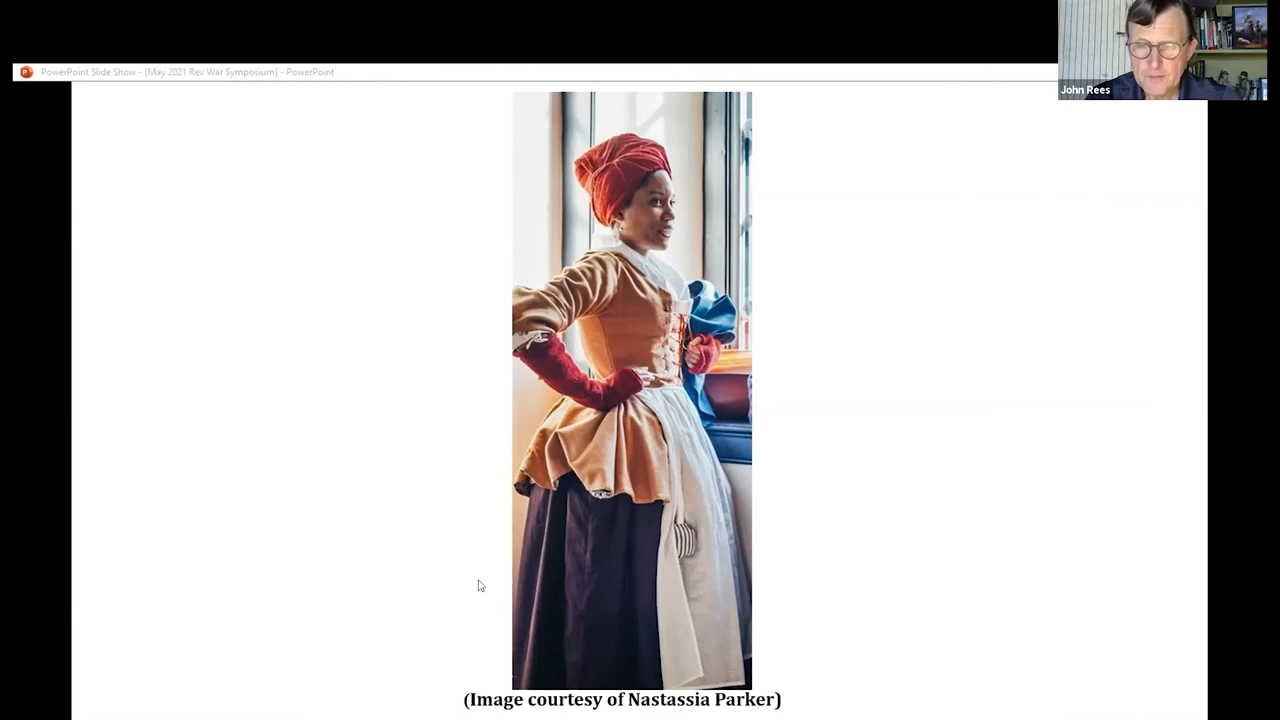 PowerPoint Slide Show - [May 2021 Rev War Symposium] - PowerPoint
John Rees
(Image courtesy of Nastassia Parker)